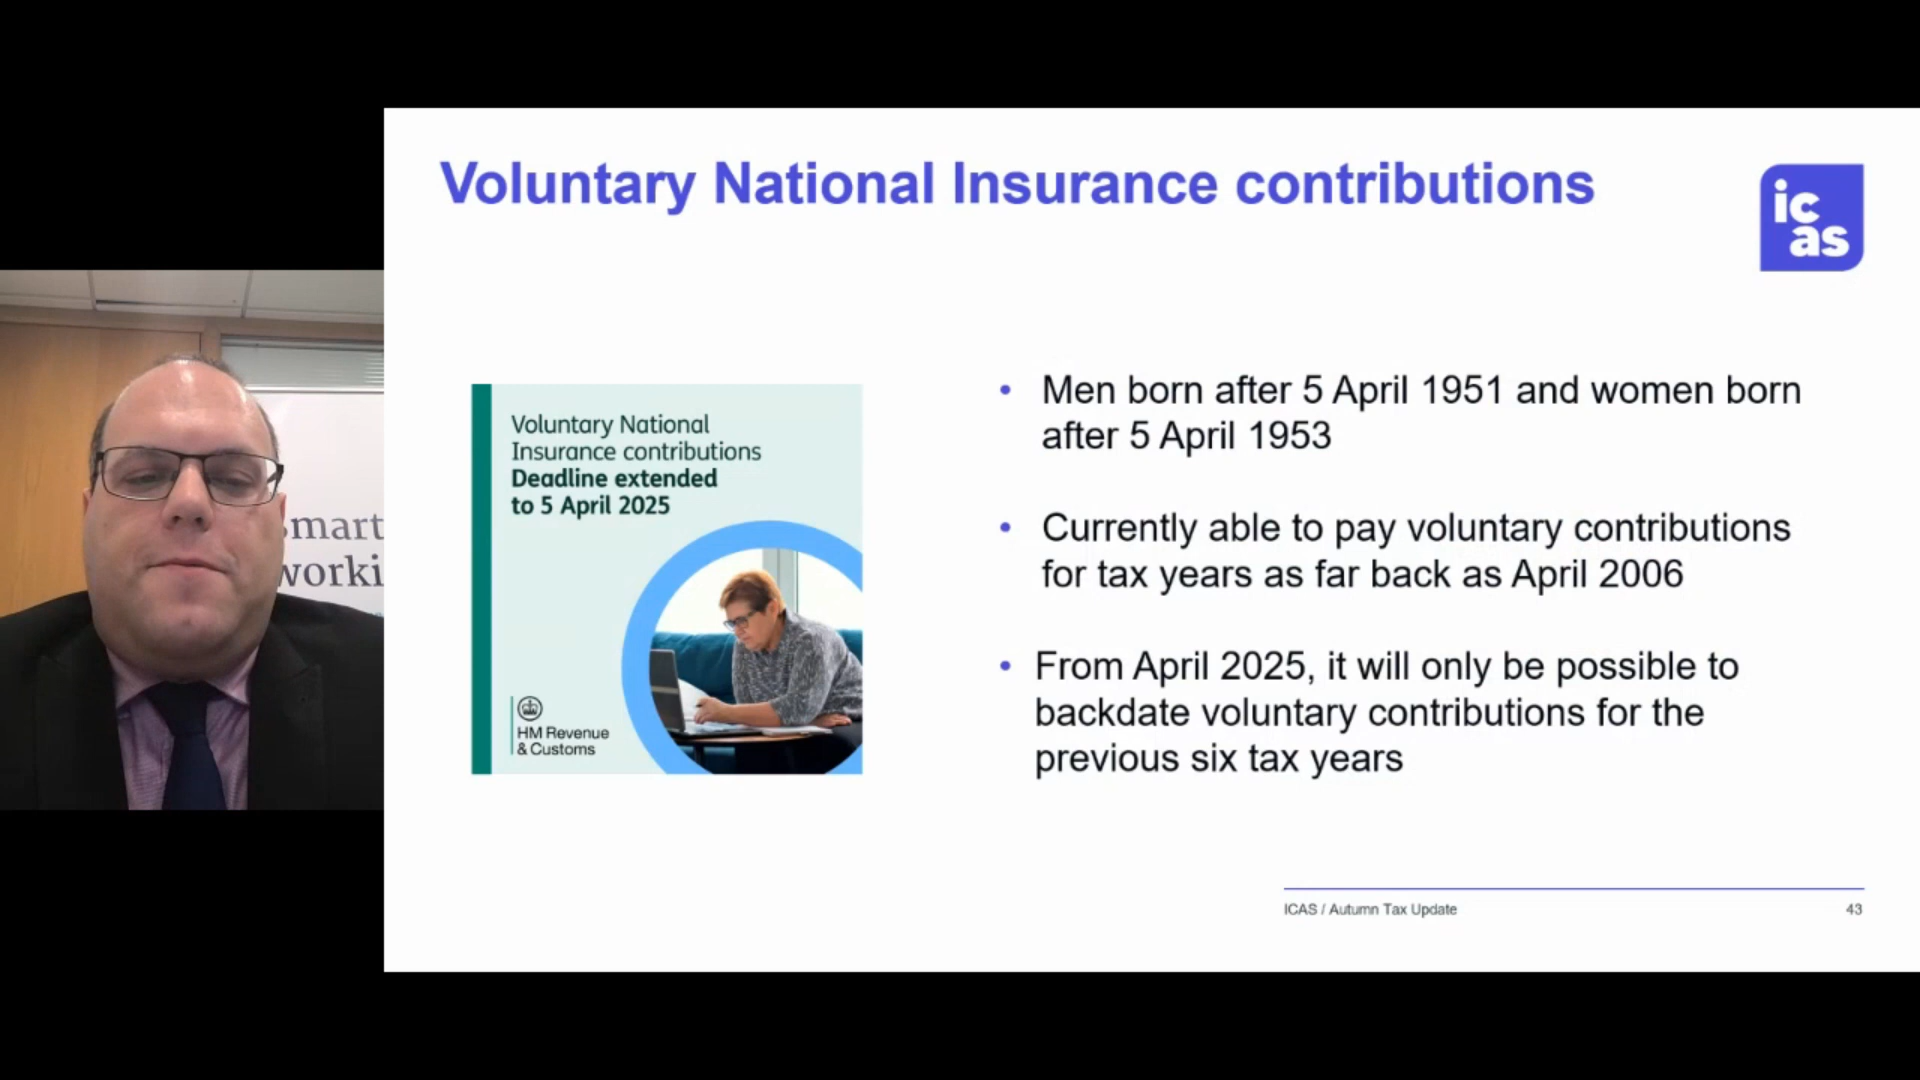 Voluntary National Insurance contributions
ic
as
smart
worki
Voluntary National
Insurance contributions
Deadline extended
to 5 April 2025
HM Revenue
& Customs
• Men born after 5 April 1951 and women born
after 5 April 1953
• Currently able to pay voluntary contributions
for tax years as far back as April 2006
• From April 2025, it will only be possible to
backdate voluntary contributions for the
previous six tax years
ICAS / Autumn Tax Update
43